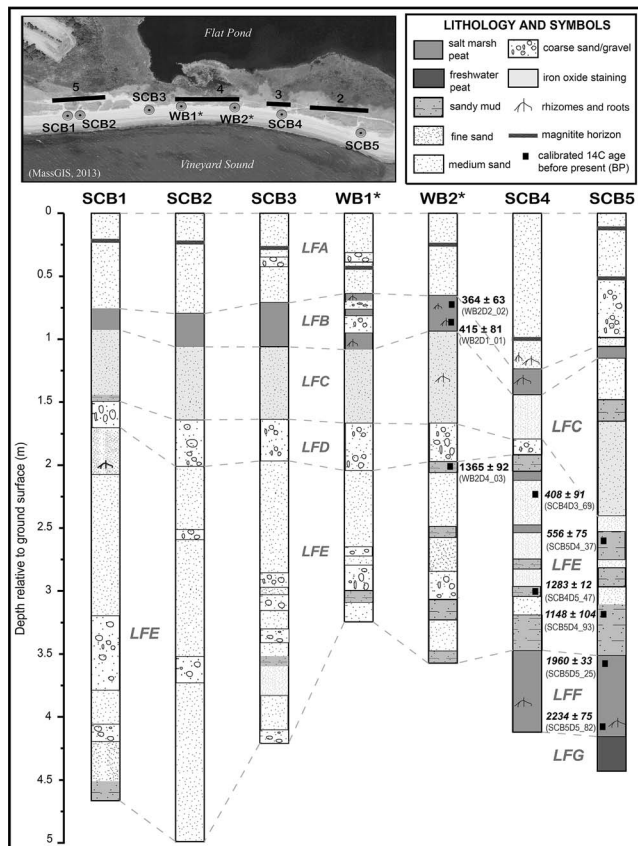 Flat Pond
5
SCB3
4
3
2
SCB1
SCB2
WB1*
WB2*
SCB4
SCB5
(MassGIS, 2013)
Vineyard Sound
LITHOLOGY AND SYMBOLS
salt marsh
peat
freshwater
peat
sandy mud
fine sand
medium sand
coarse sand/gravel
iron oxide staining
rhizomes and roots
magnitite horizon
calibrated 14C age
before present (BP)
SCB1 SCB2 SCB3 WB1* WB2* SCB4 SCB5
Depth relative to ground surface (m)
0
0.5
1.0
1.5
2
2.5
3
3.5
4
4.5
5
LFA
LFB
LFC
LFD
LFE
LFE
364 ± 63
(WB2D2_02)
415 ± 81
(WB2D1_01)
1365 ± 92
(WB2D4_03)
LFC
408 ± 91
(SCB4D3_69)
556 ± 75
(SCB5D4_37)
LFE
1283 ± 12
(SCB4D5_47)
1148 ± 104
(SCB5D4_93)
1960 ± 33
(SCB5D5_25)
LFF
2234 ± 75
(SCB5D5_82)
LFG